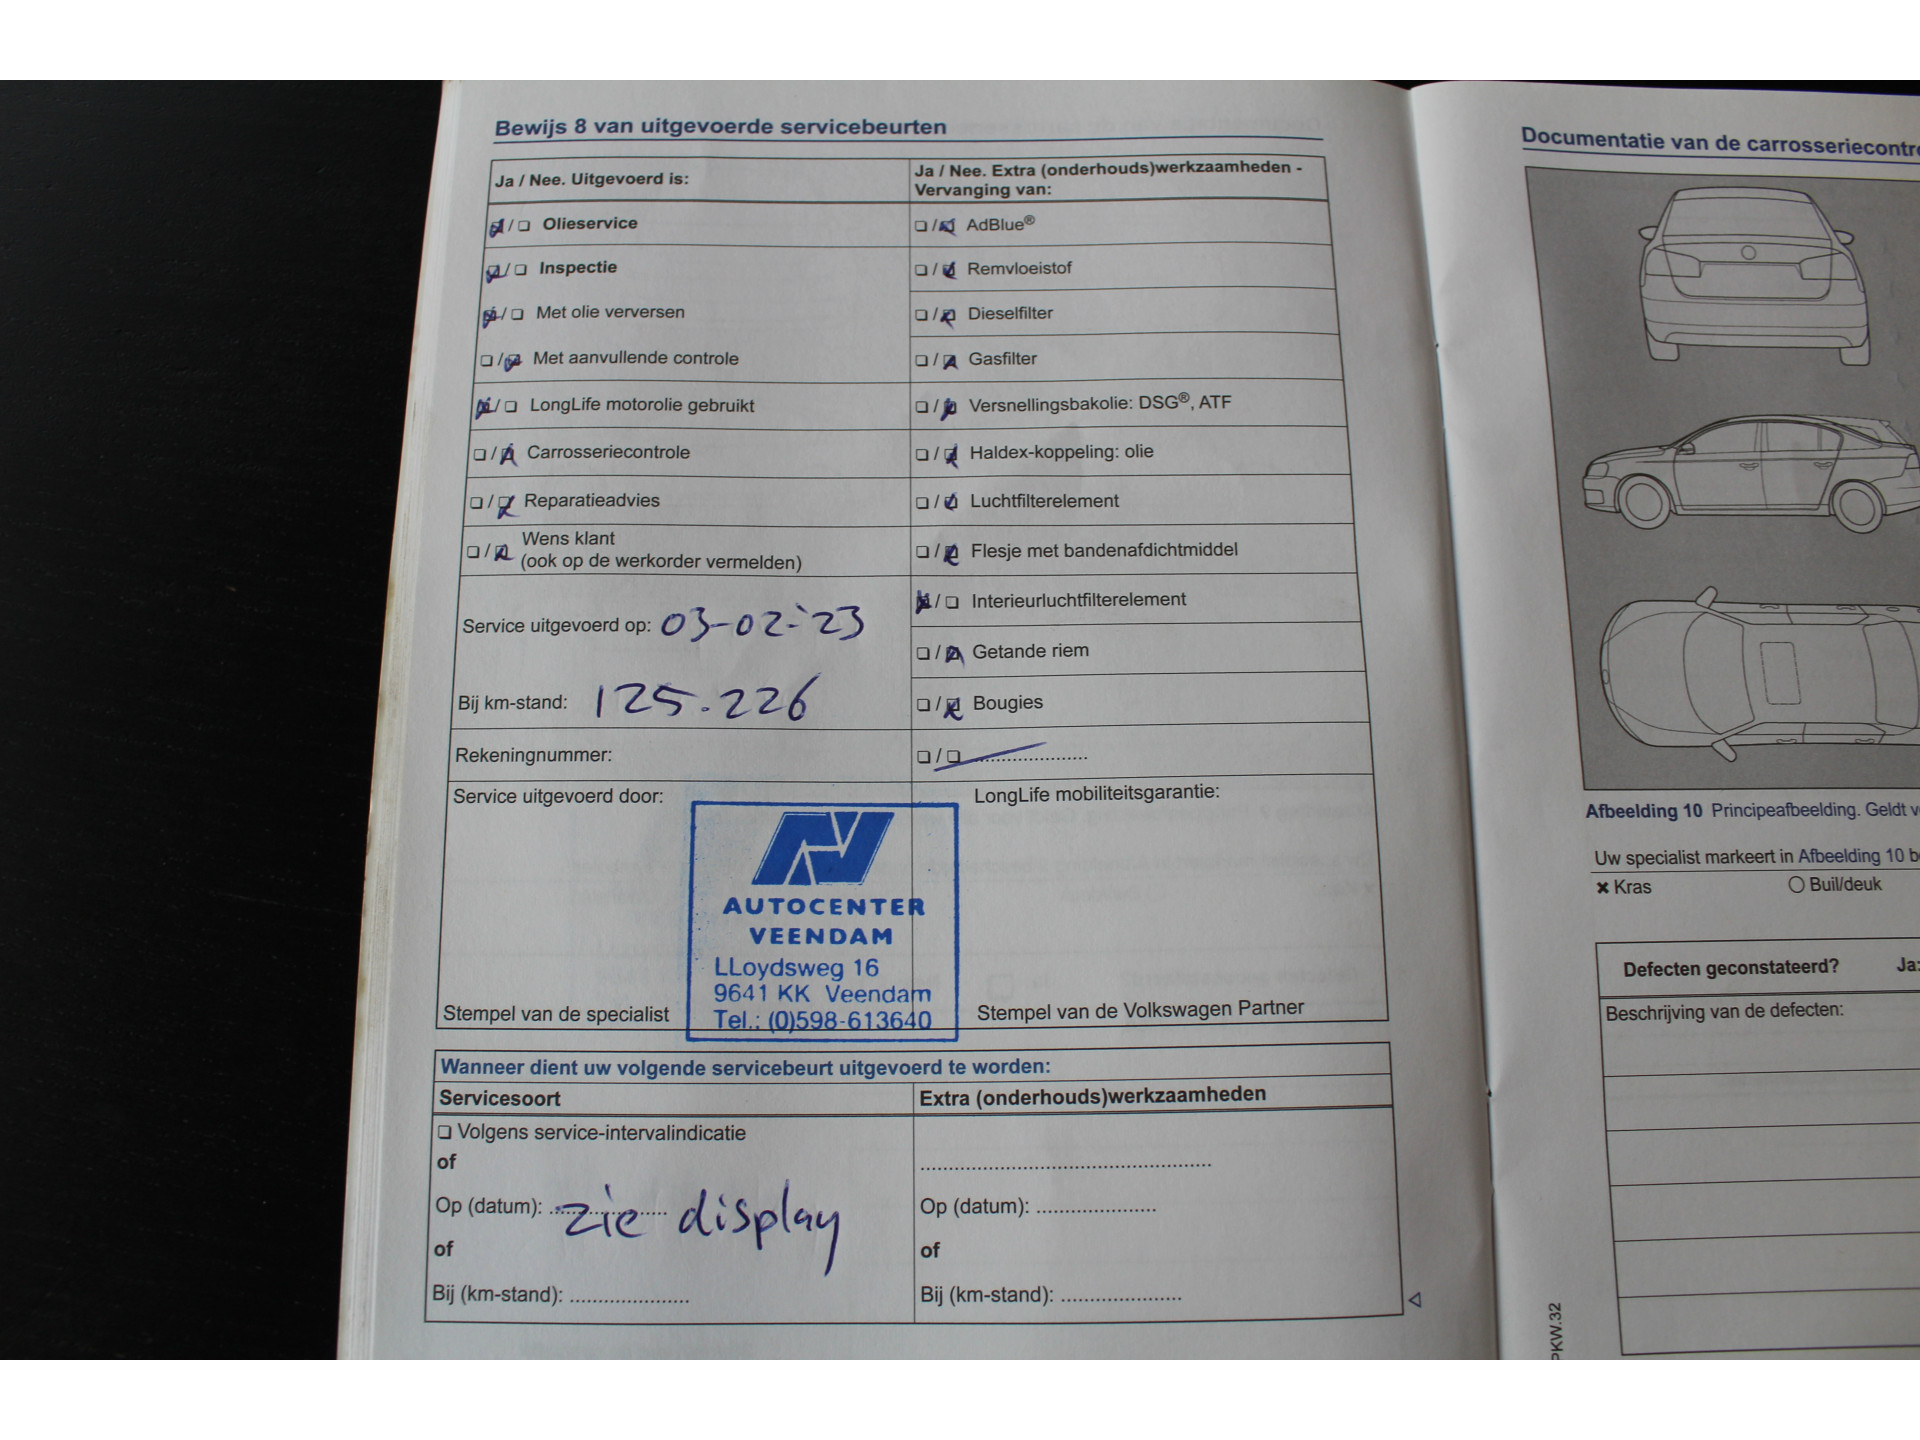 Bewijs 8 van uitgevoerde servicebeurten
Ja / Nee. Uitgevoerd is:
Ja / Nee. Extra (onderhouds)werkzaamheden -
Vervanging van:
Olieservice
AdBlue®
Inspectie
Remvloeistof
Met olie verversen
Dieselfilter
Met aanvullende controle
Gasfilter
LongLife motorolie gebruikt
Versnellingsbakolie: DSG®, ATF
Carrosseriecontrole
Haldex-koppeling: olie
Reparatieadvies
Luchtfilterelement
Wens klant
(ook op de werkorder vermelden)
Flesje met bandenafdichtmiddel
Interieurluchtfilterelement
Service uitgevoerd op: 03-02-'23
Getande riem
Bij km-stand: 125.226
Bougies
Rekeningnummer:
Service uitgevoerd door:
LongLife mobiliteitsgarantie:
AUTOCENTER
VEENDAM
LLoydsweg 16
9641 KK Veendam
Tel.: (0)598-613640
Stempel van de specialist
Stempel van de Volkswagen Partner
Wanneer dient uw volgende servicebeurt uitgevoerd te worden:
Servicesoort
Extra (onderhouds)werkzaamheden
Volgens service-intervalindicatie
of
Op (datum): zie display
Op (datum):
of
of
Bij (km-stand):
Bij (km-stand):
Documentatie van de
Afbeelding 10 Principeafbeelding. Geldt
Uw specialist markeert in Afbeelding 10
Kras
Buil/deuk
Defecten geconstateerd? Ja:
Beschrijving van de defecten:
PKW.32